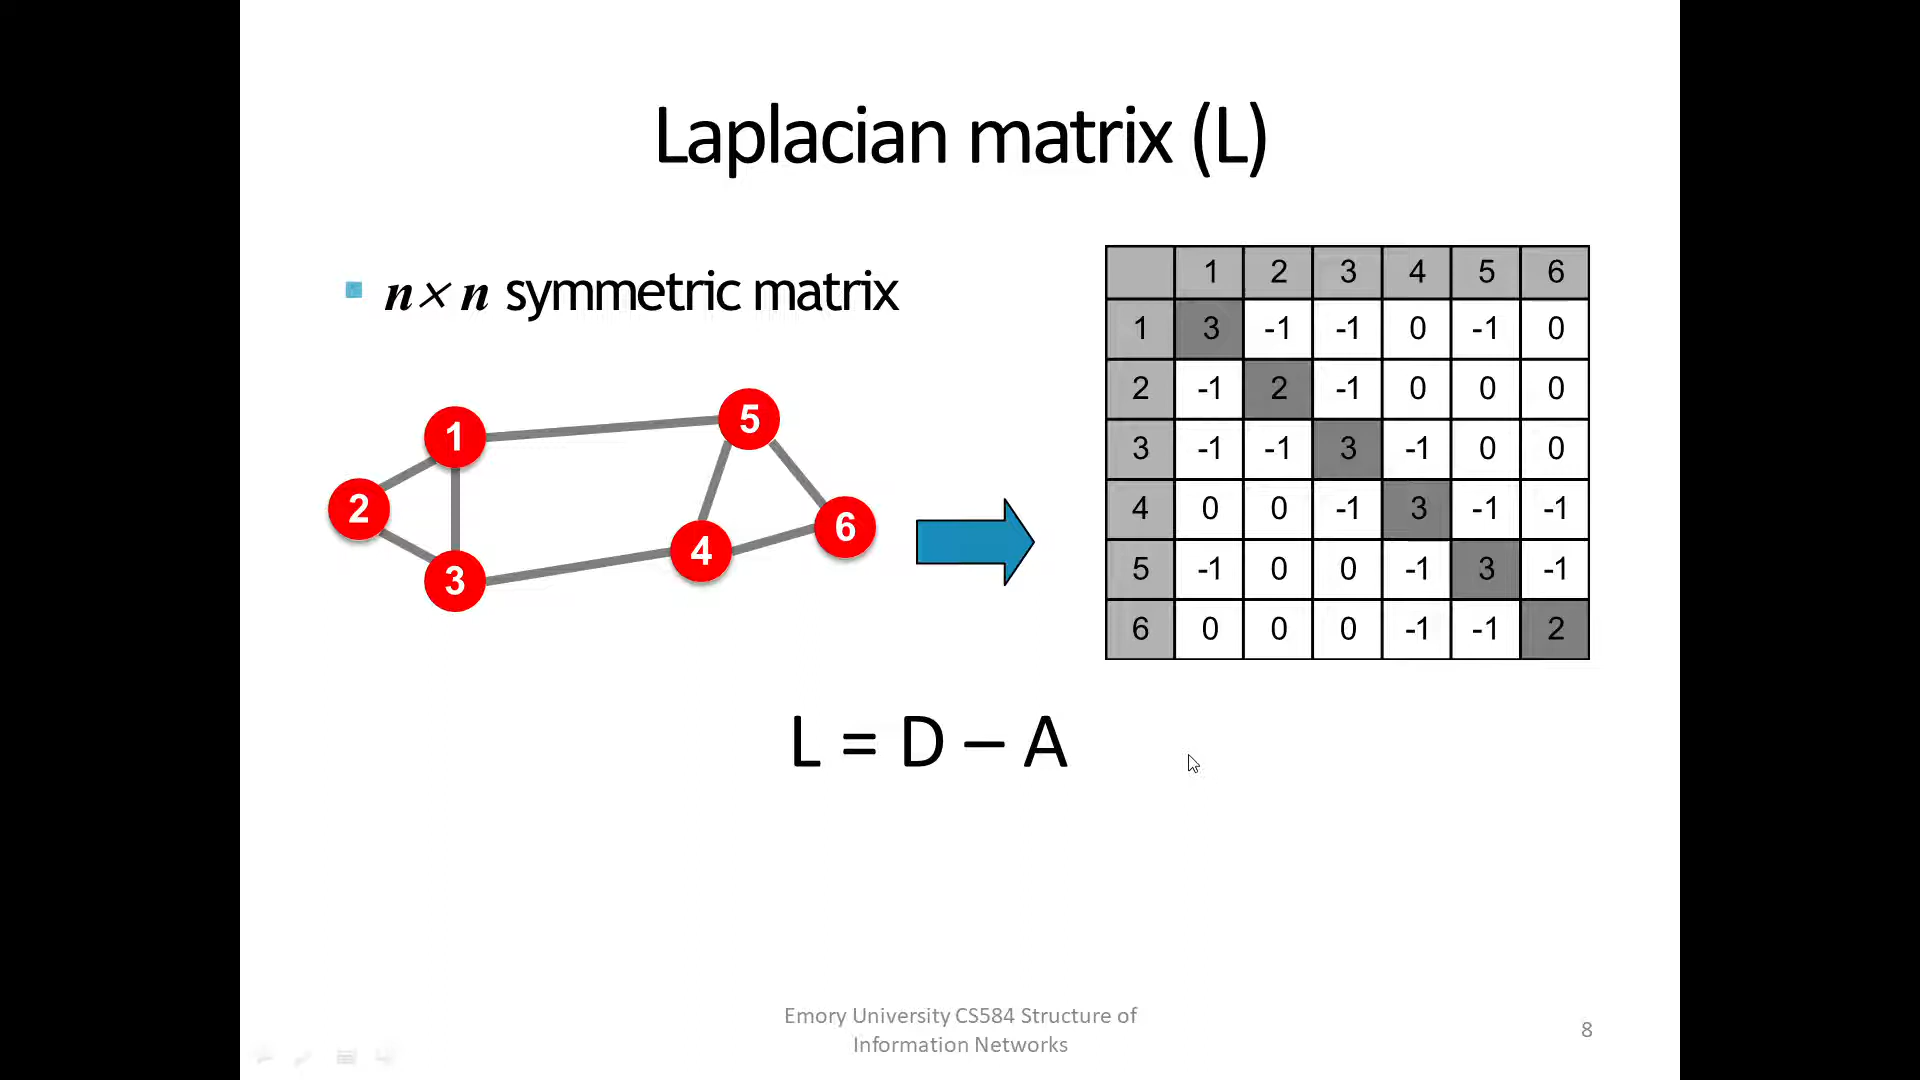 Laplacian matrix (L)
n × n symmetric matrix
1
5
2
6
4
3
1 2 3 4 5 6
1 3 -1 -1 0 -1 0
2 -1 2 -1 0 0 0
3 -1 -1 3 -1 0 0
4 0 0 -1 3 -1 -1
5 -1 0 0 -1 3 -1
6 0 0 0 -1 -1 2
L = D – A
Emory University CS584 Structure of
Information Networks
8